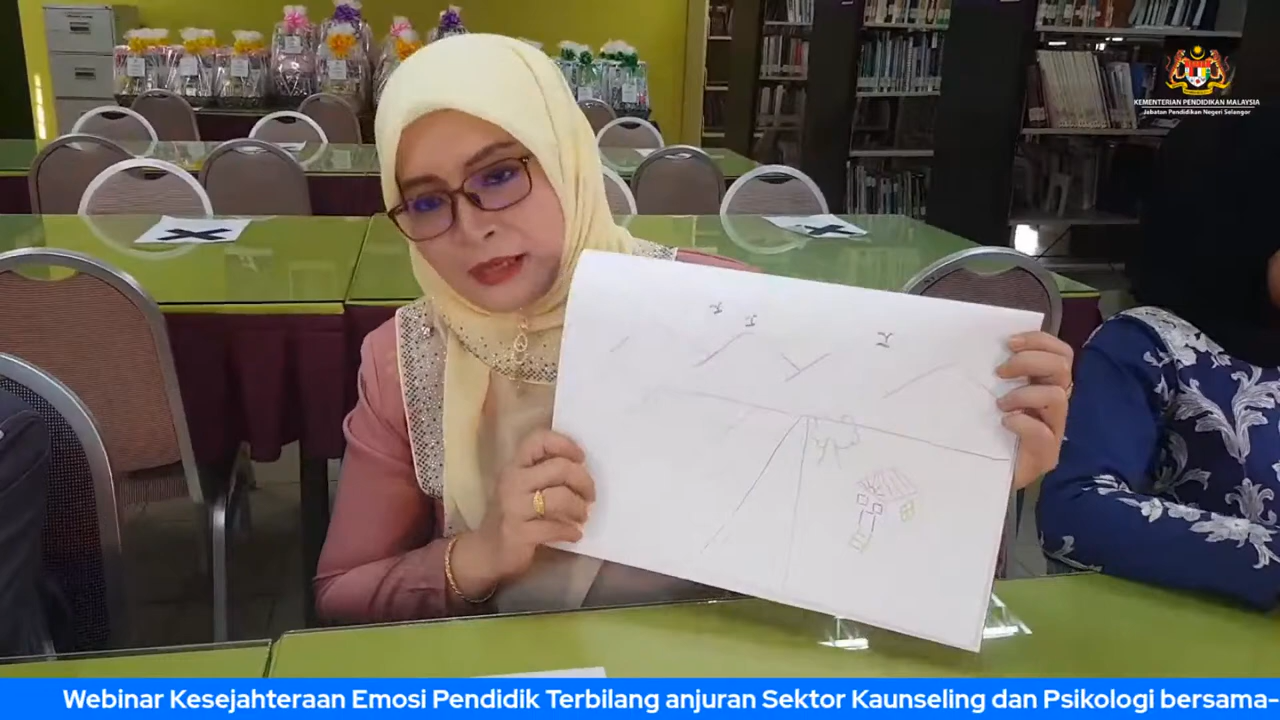 KEMENTERIAN PENDIDIKAN MALAYSIA
Jabatan Pendidikan Negeri Selangor
Webinar Kesejahteraan Emosi Pendidik Terbilang anjuran Sektor Kaunseling dan Psikologi bersama-